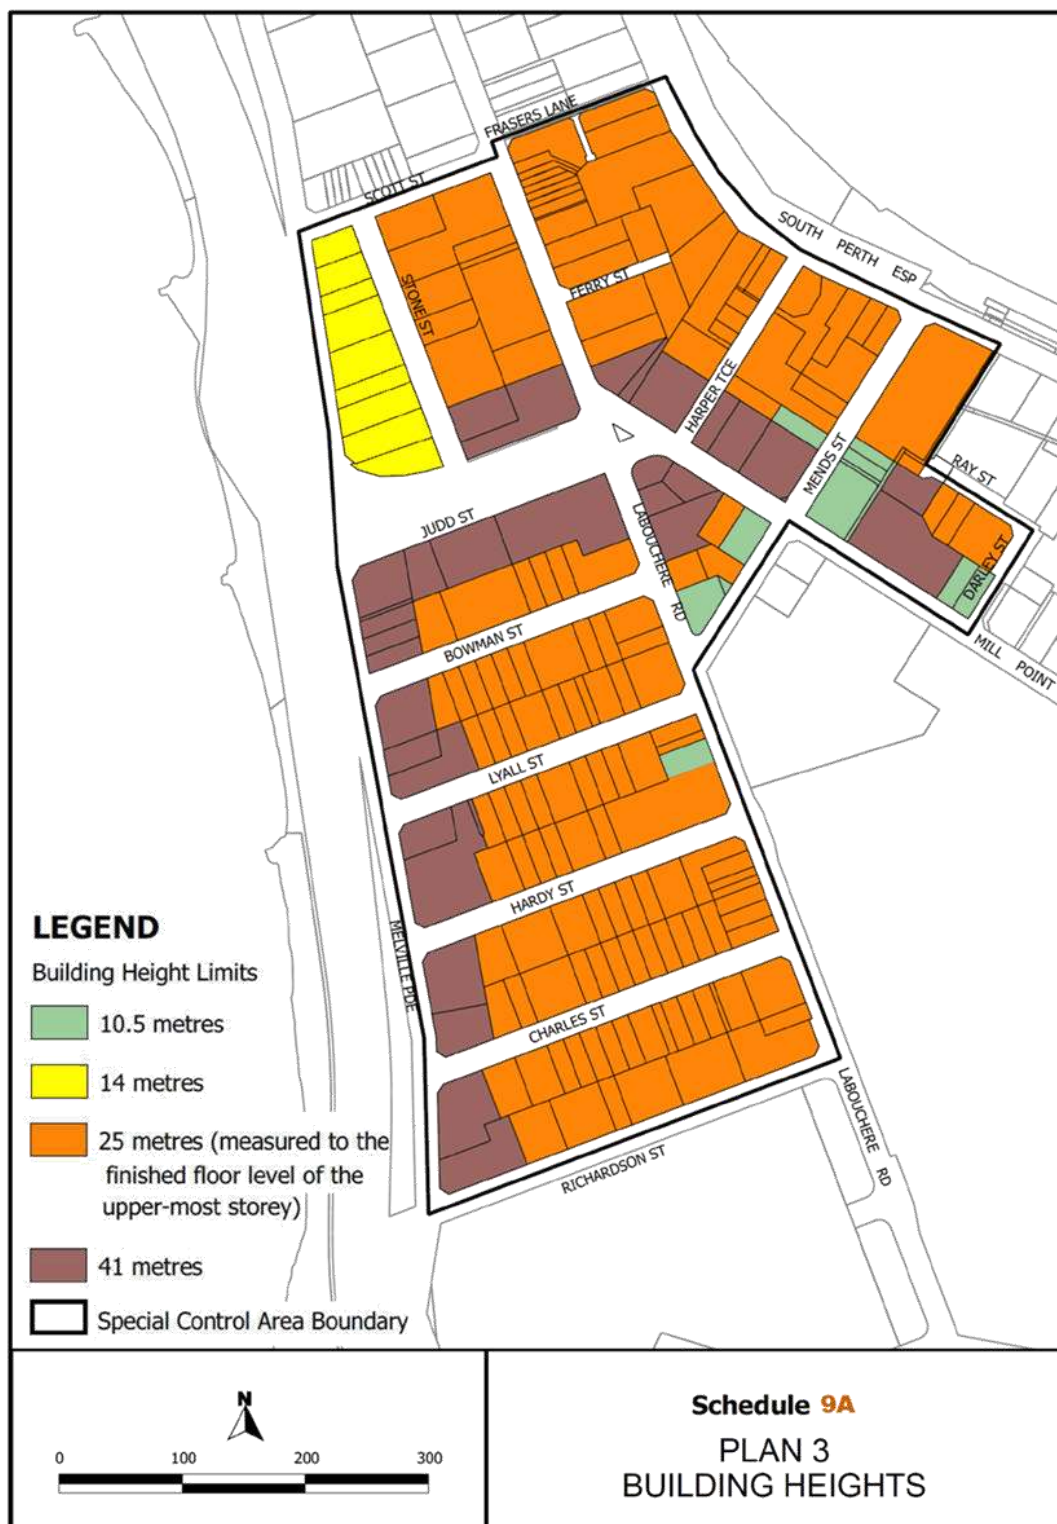 FRASERS LANE
SCOTT ST
SOUTH PERTH ESP
STONE ST
FERRY ST
HARPER TCE
MENDS ST
RAY ST
JUDD ST
LABOUCHERE RD
DARLEY ST
BOWMAN ST
MILL POINT
LYALL ST
HARDY ST
MELVILLE PDE
CHARLES ST
LABOUCHERE RD
RICHARDSON ST
LEGEND
Building Height Limits
10.5 metres
14 metres
25 metres (measured to the
finished floor level of the
upper-most storey)
41 metres
Special Control Area Boundary
N
0 100 200 300
Schedule 9A
PLAN 3
BUILDING HEIGHTS